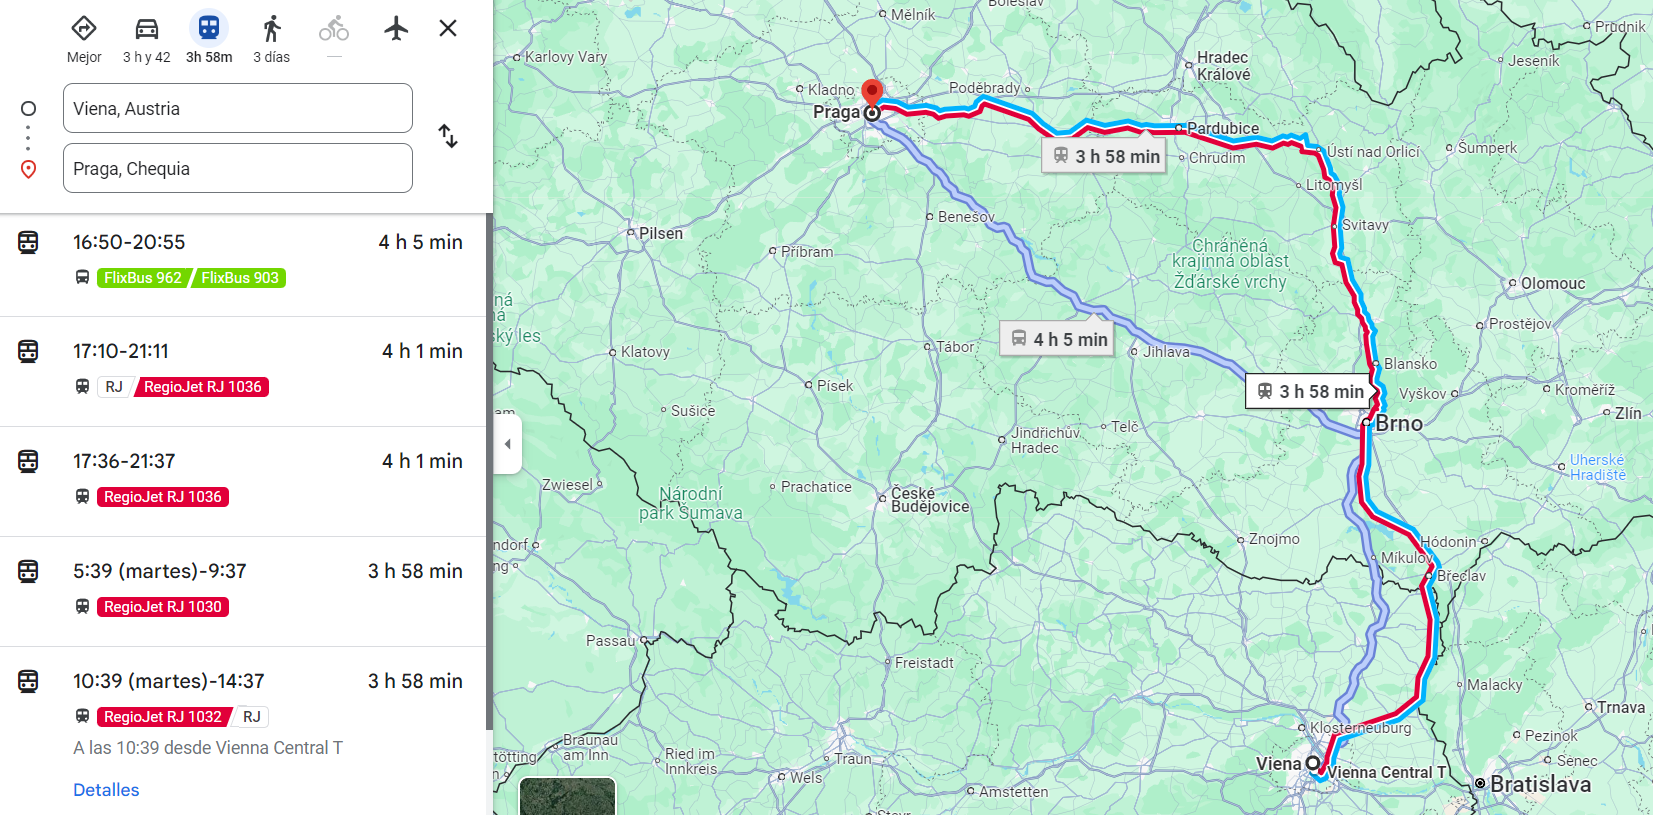 Mejor
3 h y 42
3h 58m
3 días
Viena, Austria
Praga, Chequia
16:50-20:55
4 h 5 min
FlixBus 962
FlixBus 903
17:10-21:11
4 h 1 min
RJ
RegioJet RJ 1036
17:36-21:37
4 h 1 min
RegioJet RJ 1036
5:39 (martes)-9:37
3 h 58 min
RegioJet RJ 1030
10:39 (martes)-14:37
3 h 58 min
RegioJet RJ 1032
RJ
A las 10:39 desde Vienna Central T
Detalles
Mělník
Boleslav
Prudnik
Karlovy Vary
Hradec
Králové
Jeseník
Kladno
Poděbrady
Praga
Pardubice
3 h 58 min
Chrudim
Ústí nad Orlicí
Šumperk
Litomyšl
Benešov
Svitavy
Pilsen
Příbram
Chráněná
krajinná oblast
Žďárské vrchy
Olomouc
ná
á
ský les
Prostějov
4 h 5 min
Klatovy
Tábor
Jihlava
Blansko
Písek
3 h 58 min
Vyškov
Kroměříž
am
Sušice
Brno
Zlín
Telč
Jindřichův
Hradec
Uherské
Hradiště
Zwiesel
Národní
park Šumava
Prachatice
České
Budějovice
ndorf
ng
Znojmo
Hódonin
Mikulov
Břeclav
Passau
Freistadt
Malacky
Trnava
Klosterneuburg
Braunau
am Inn
Ried im
Innkreis
Traun
Pezinok
Senec
tötting
n
Wels
Viena
Vienna Central T
Amstetten
Bratislava